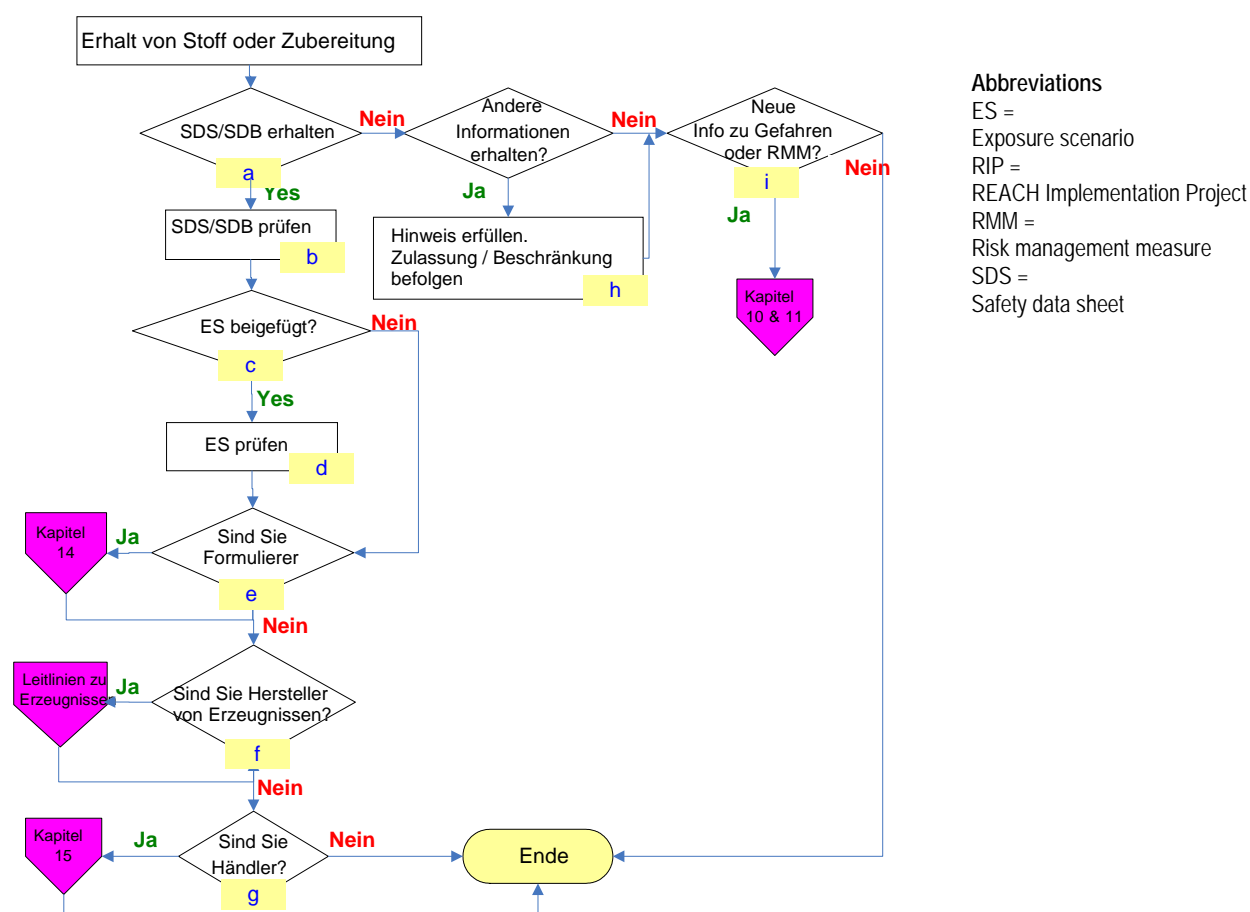 Erhalt von Stoff oder Zubereitung
SDS/SDB erhalten
a
Nein
Andere
Informationen
erhalten?
Nein
Neue
Info zu Gefahren
oder RMM?
i
Nein
Yes
Ja
Ja
SDS/SDB prüfen
b
Hinweis erfüllen.
Zulassung / Beschränkung
befolgen
h
Kapitel
10 & 11
ES beigefügt?
c
Nein
Yes
ES prüfen
d
Sind Sie
Formulierer
e
Ja
Kapitel
14
Nein
Sind Sie Hersteller
von Erzeugnissen?
f
Ja
Leitlinien zu
Erzeugnisser
Nein
Sind Sie
Händler?
g
Ja
Kapitel
15
Nein
Ende
Abbreviations
ES =
Exposure scenario
RIP =
REACH Implementation Project
RMM =
Risk management measure
SDS =
Safety data sheet